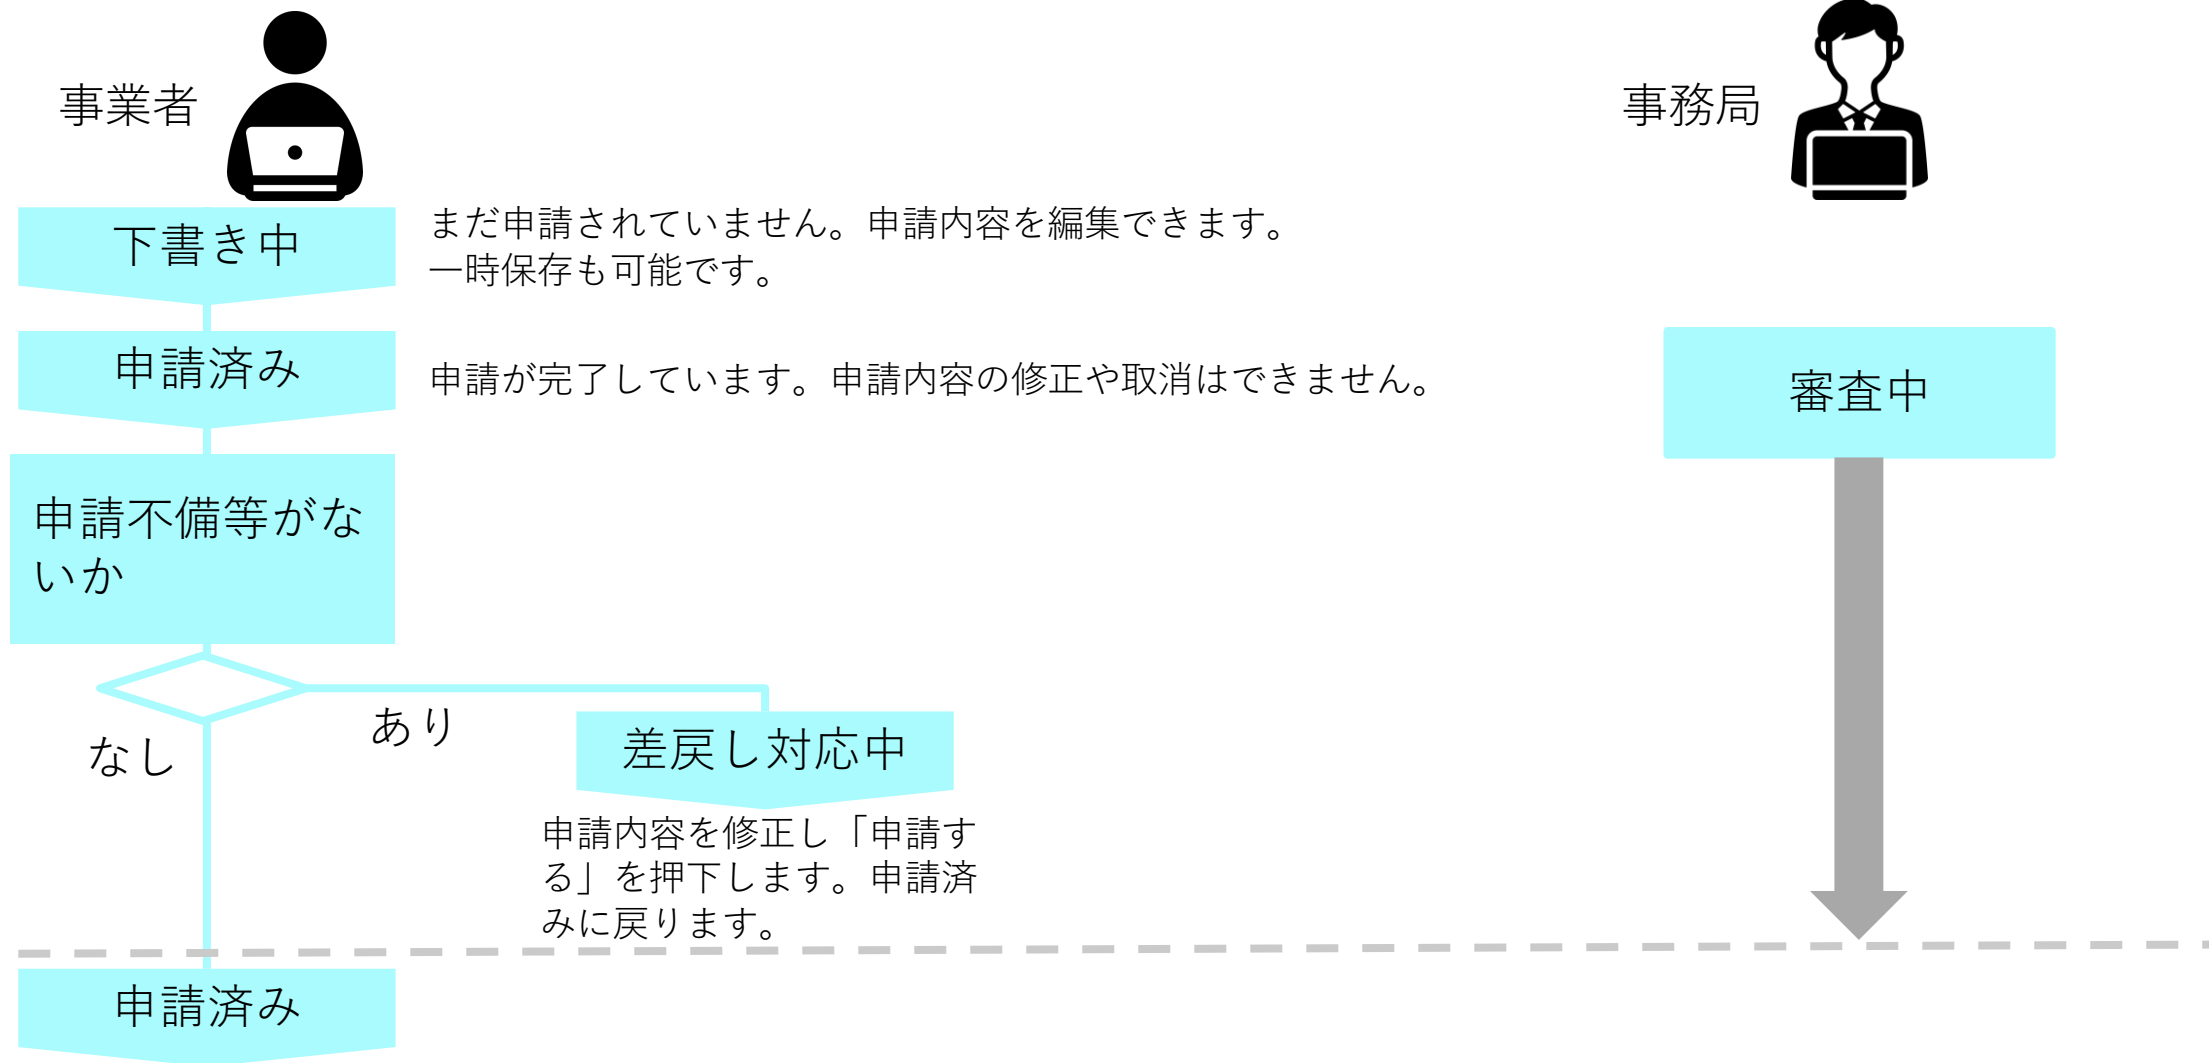 事業者
事務局
下書き中
まだ申請されていません。申請内容を編集できます。
一時保存も可能です。
申請済み
申請が完了しています。申請内容の修正や取消はできません。
審査中
申請不備等がな
いか
あり
なし
差戻し対応中
申請内容を修正し「申請す
る」を押下します。申請済
みに戻ります。
申請済み